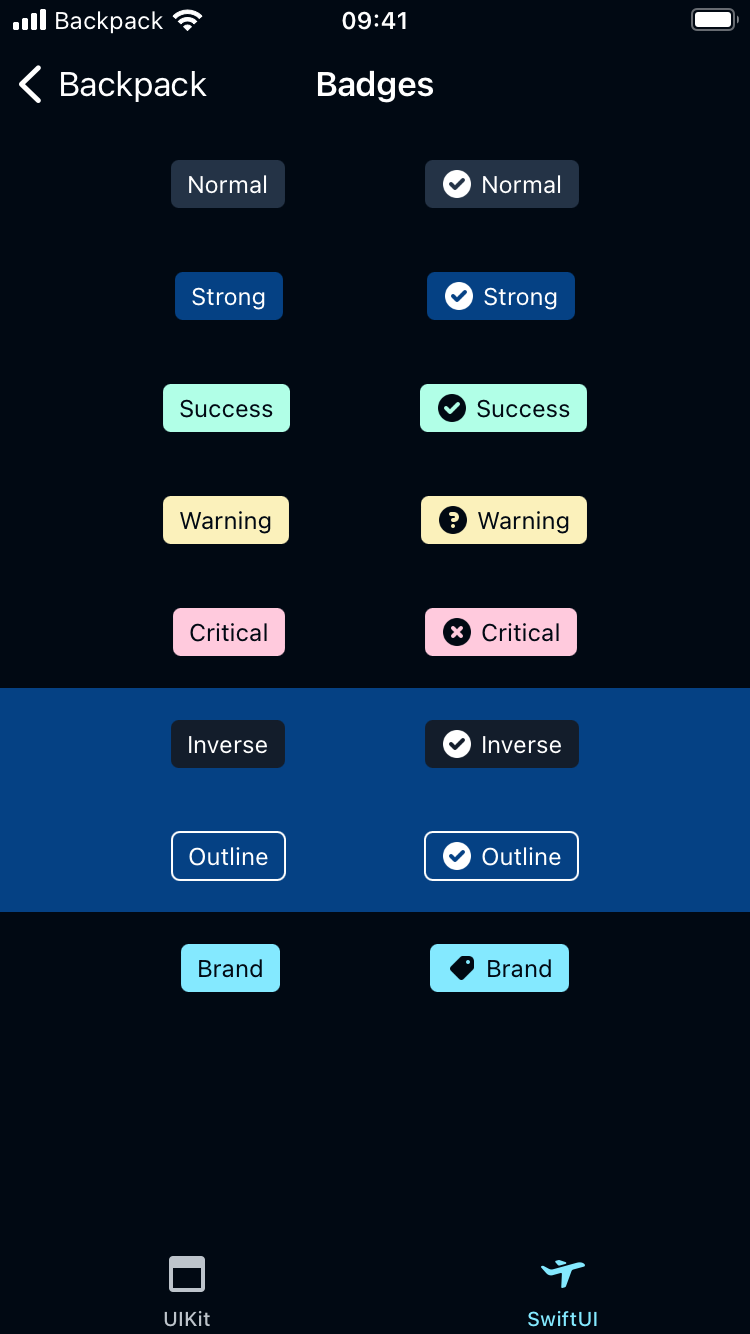 Backpack 09:41
Backpack Badges
Normal Normal
Strong Strong
Success Success
Warning Warning
Critical Critical
Inverse Inverse
Outline Outline
Brand Brand
UIKit SwiftUI